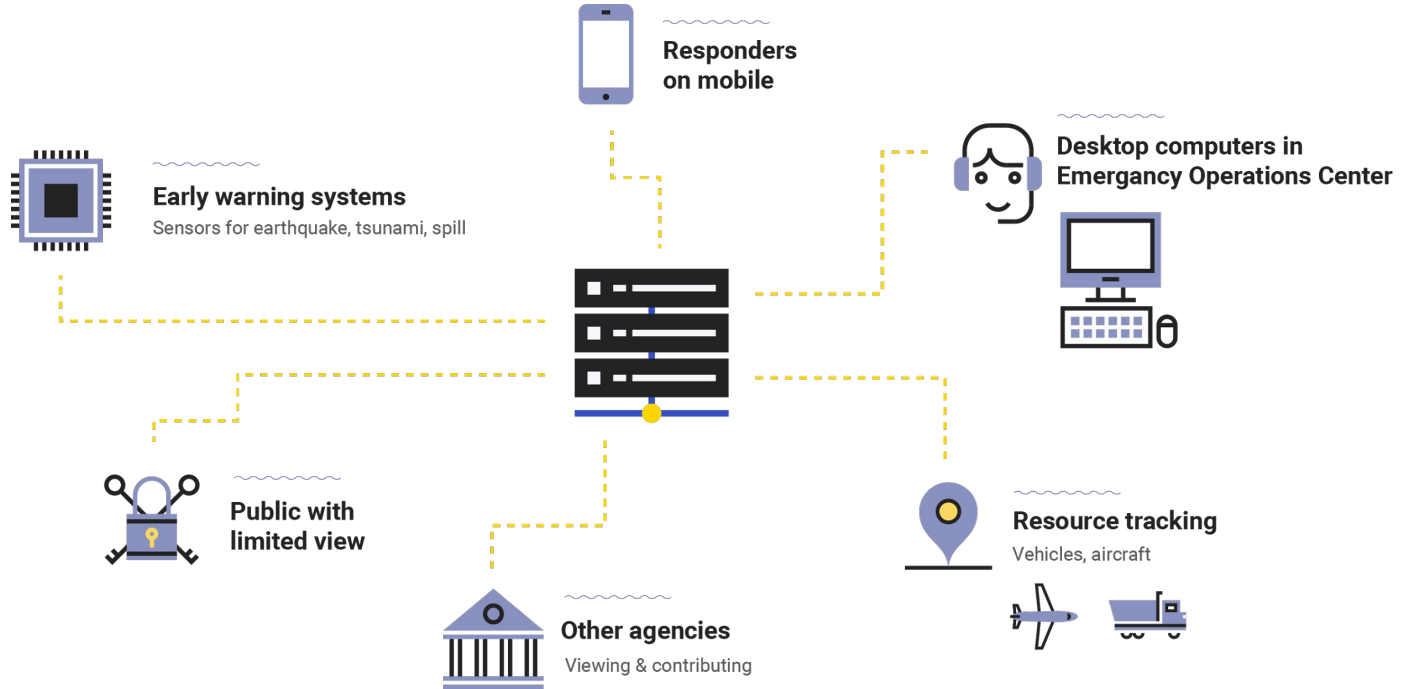 Responders
on mobile
Desktop computers in
Emergancy Operations Center
Early warning systems
Sensors for earthquake, tsunami, spill
Public with
limited view
Resource tracking
Vehicles, aircraft
Other agencies
Viewing & contributing